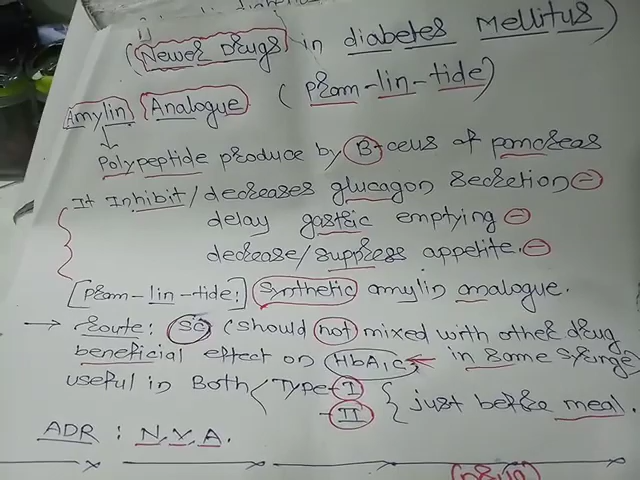 (Newer Drugs in diabetes Mellitus)
Amylin Analogue (pram-lin-tide)
Polypeptide produce by B-cells of pancreas
It Inhibit/decreases glucagon secretion ⊖
delay gastric emptying ⊖
decrease/suppress appetite. ⊖
[pram-lin-tide:] Synthetic amylin analogue.
→ Route: SC (should not mixed with other drug
beneficial effect on HbA1C ← in same syringe
useful in Both < Type-I
-II { just before meal.
ADR : N, V, A.